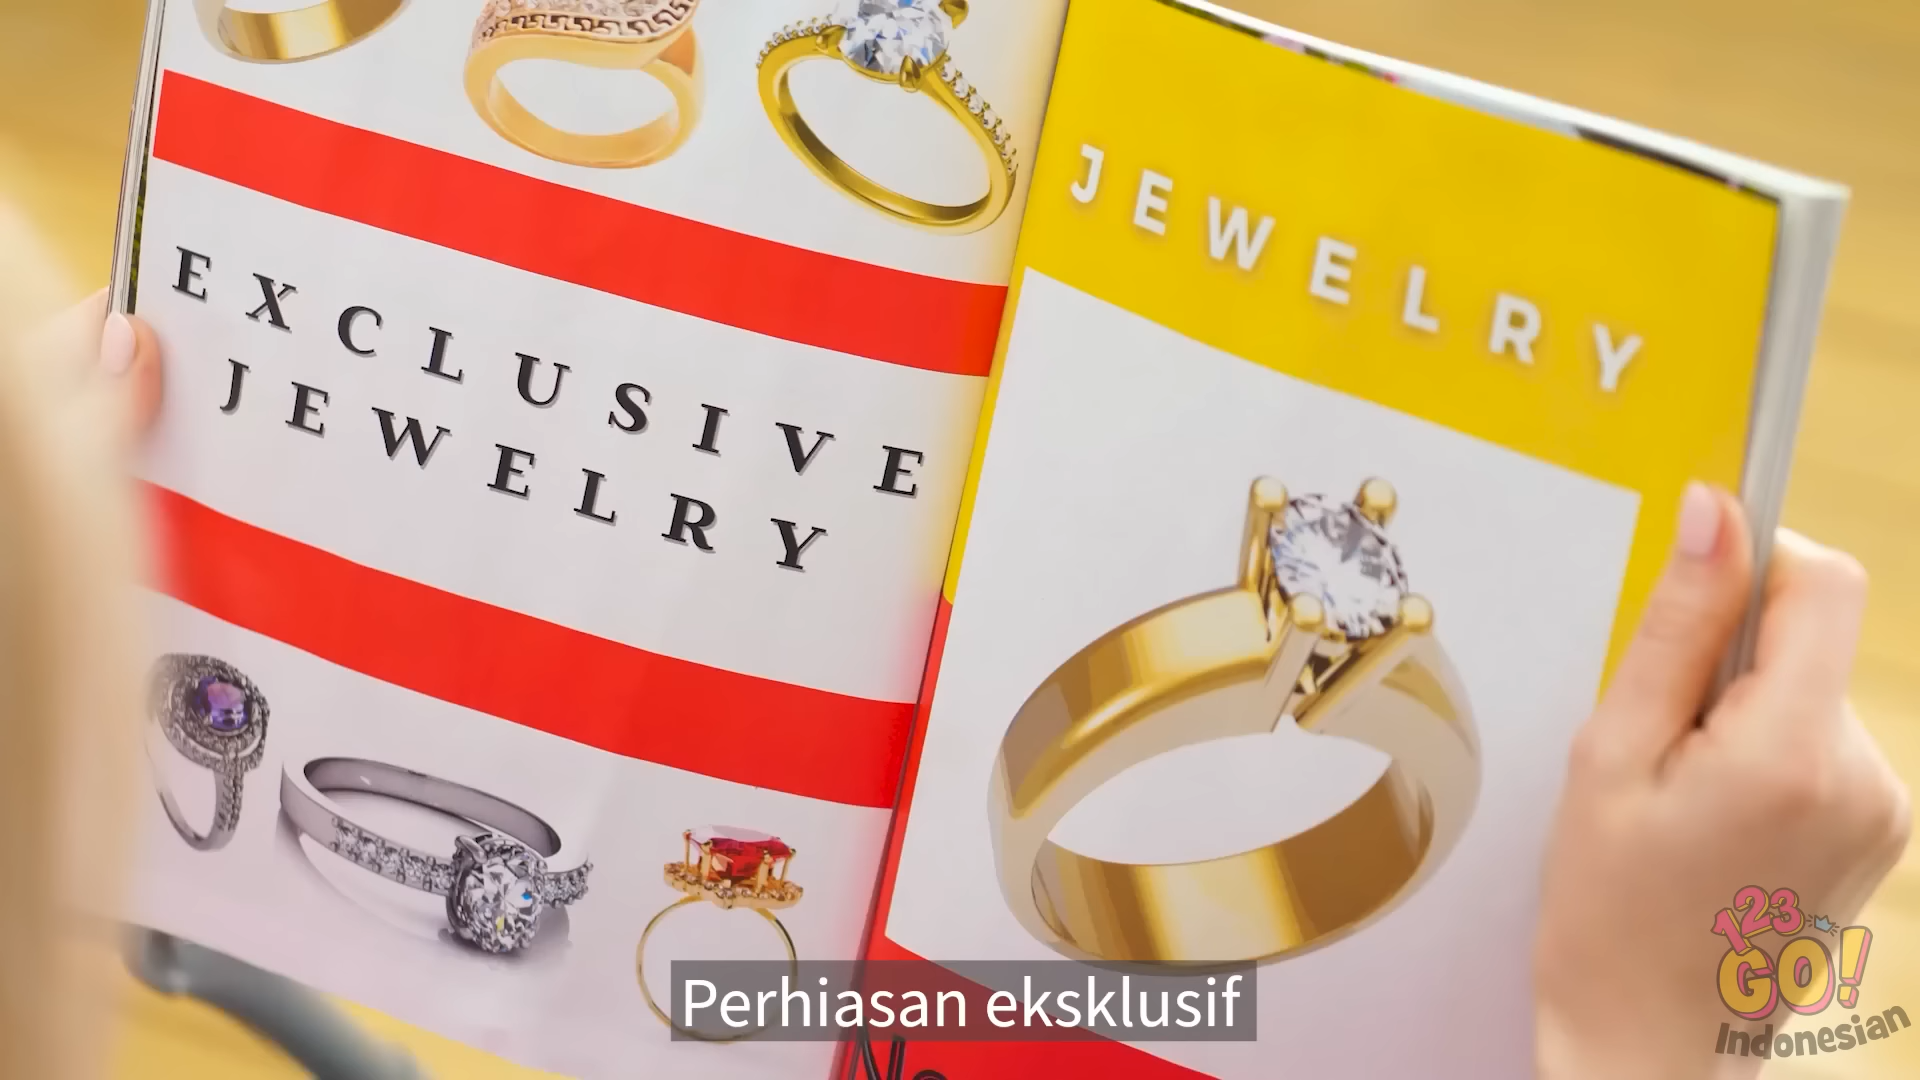 EXCLUSIVE
JEWELRY
JEWELRY
Perhiasan eksklusif
123
GO!
Indonesian